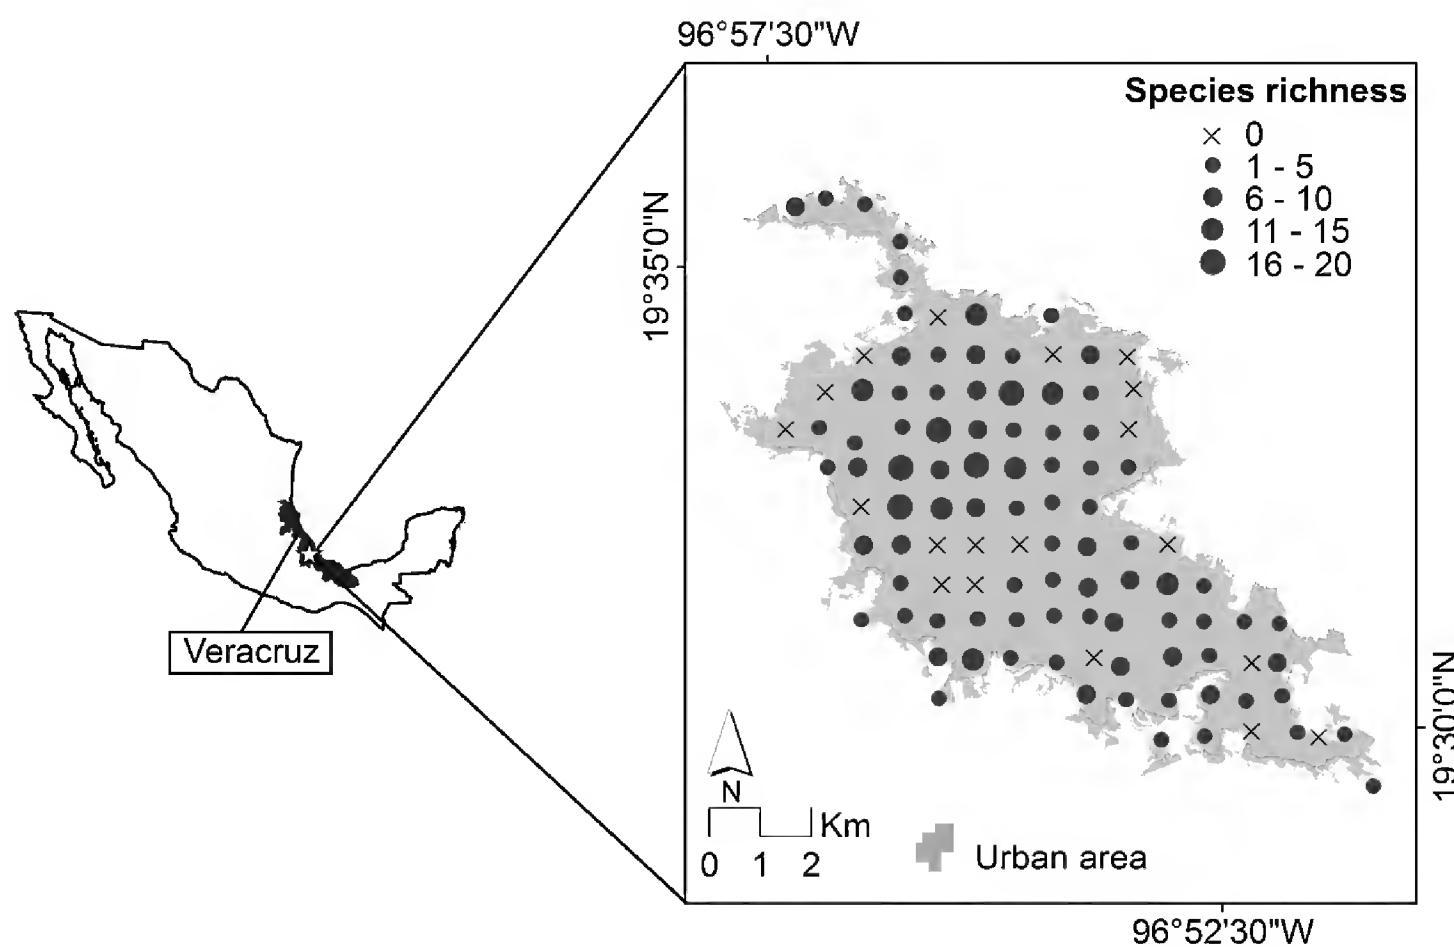 96°57'30"W
Species richness
0
1 - 5
6 - 10
11 - 15
16 - 20
19°35'0"N
Veracruz
19°30'0"N
N
Km
0 1 2
Urban area
96°52'30"W